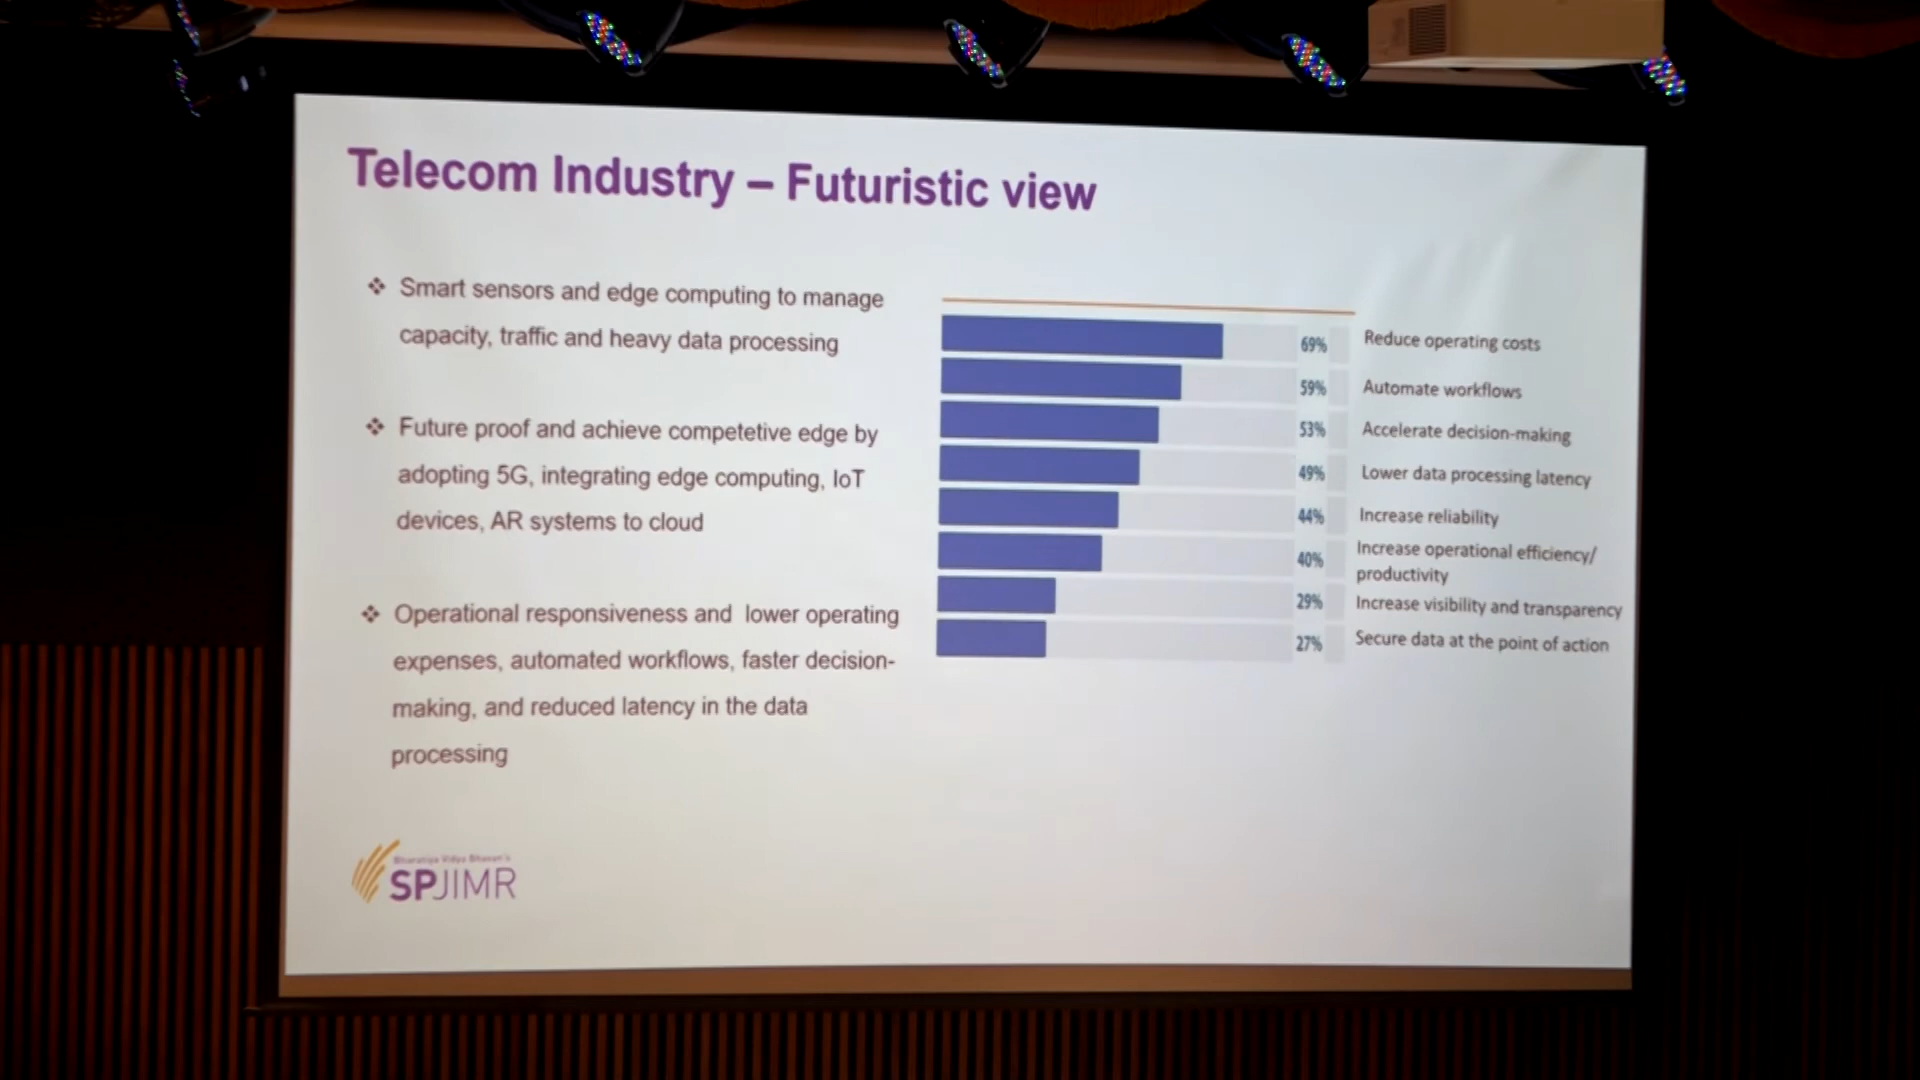 Telecom Industry – Futuristic view
❖ Smart sensors and edge computing to manage
capacity, traffic and heavy data processing
❖ Future proof and achieve competetive edge by
adopting 5G, integrating edge computing, IoT
devices, AR systems to cloud
❖ Operational responsiveness and lower operating
expenses, automated workflows, faster decision-
making, and reduced latency in the data
processing
69% Reduce operating costs
59% Automate workflows
53% Accelerate decision-making
49% Lower data processing latency
44% Increase reliability
40% Increase operational efficiency/
productivity
29% Increase visibility and transparency
27% Secure data at the point of action
Bharatiya Vidya Bhavan's
SPJIMR